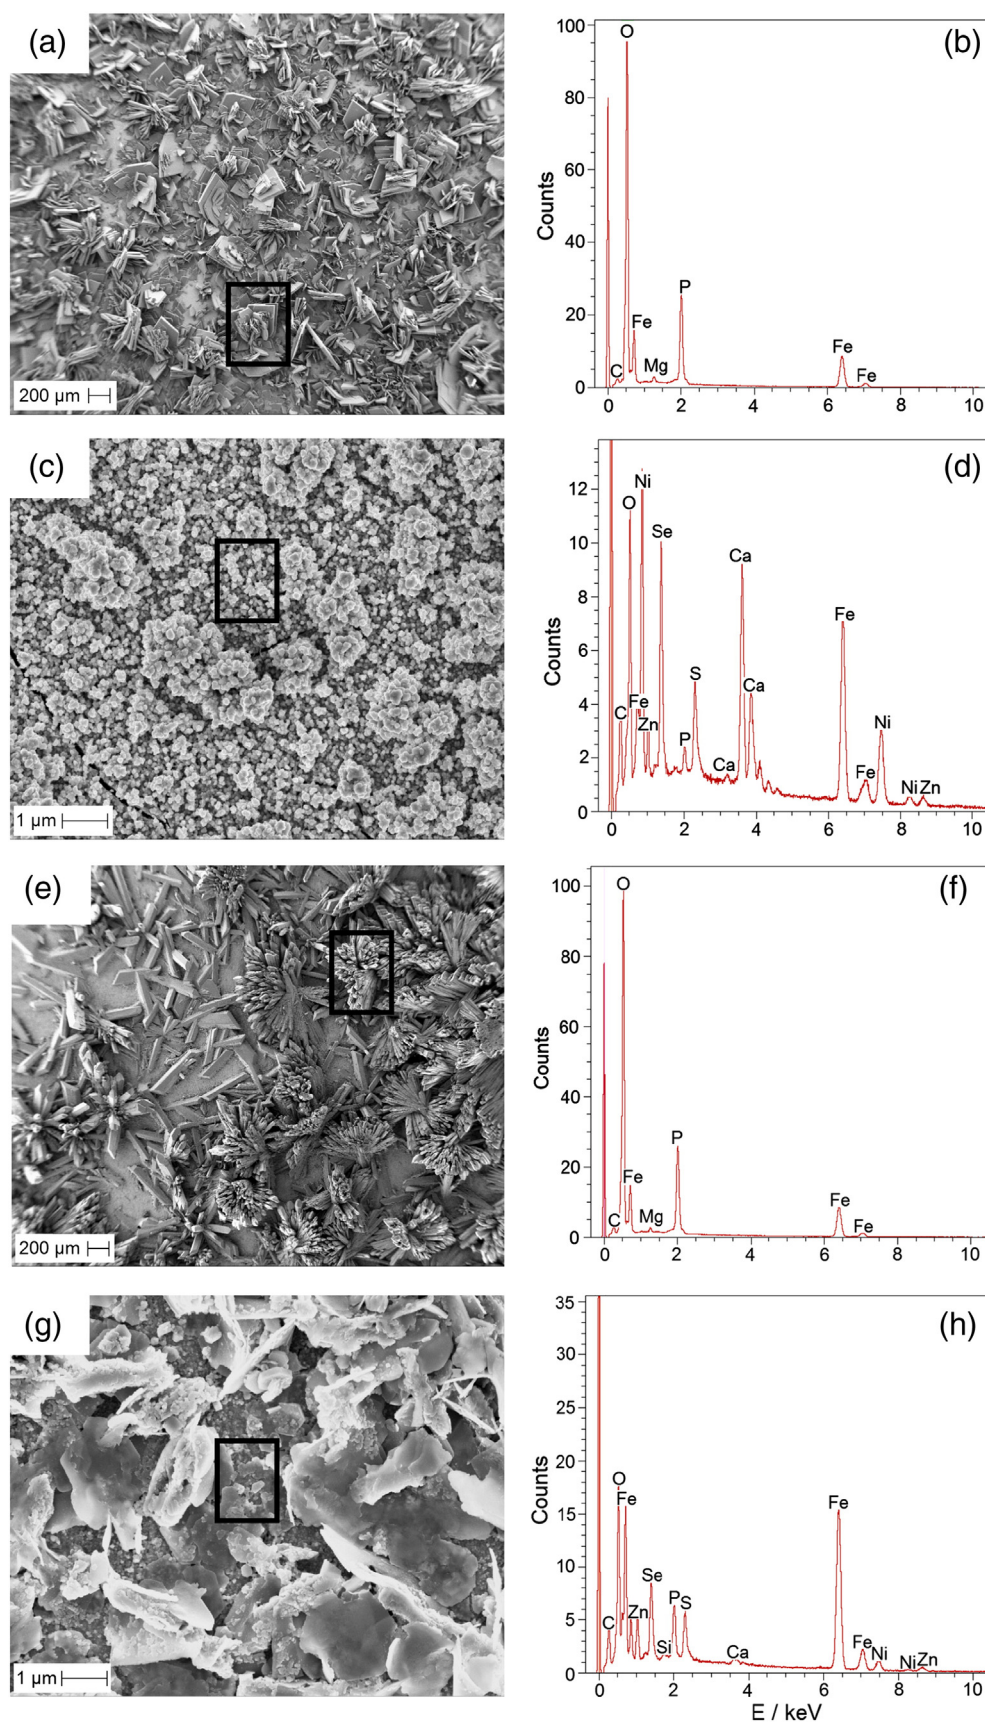 (a)
200 µm
(b)
Counts
100
80
60
40
20
0
O
Fe
C
Mg
P
Fe
Fe
0 2 4 6 8 10
(c)
1 µm
(d)
Counts
12
10
8
6
4
2
0
Ni
O
Se
Ca
Fe
S
Ca
C
Fe
Zn
P
Ca
Ni
Fe
Ni Zn
0 2 4 6 8 10
(e)
200 µm
(f)
Counts
100
80
60
40
20
0
O
P
Fe
C
Mg
Fe
Fe
0 2 4 6 8 10
(g)
1 µm
(h)
Counts
35
30
25
20
15
10
5
0
O
Fe
Fe
Se
P S
Zn
C
Si
Ca
Fe
Ni
Ni Zn
0 2 4 6 8 10
E / keV